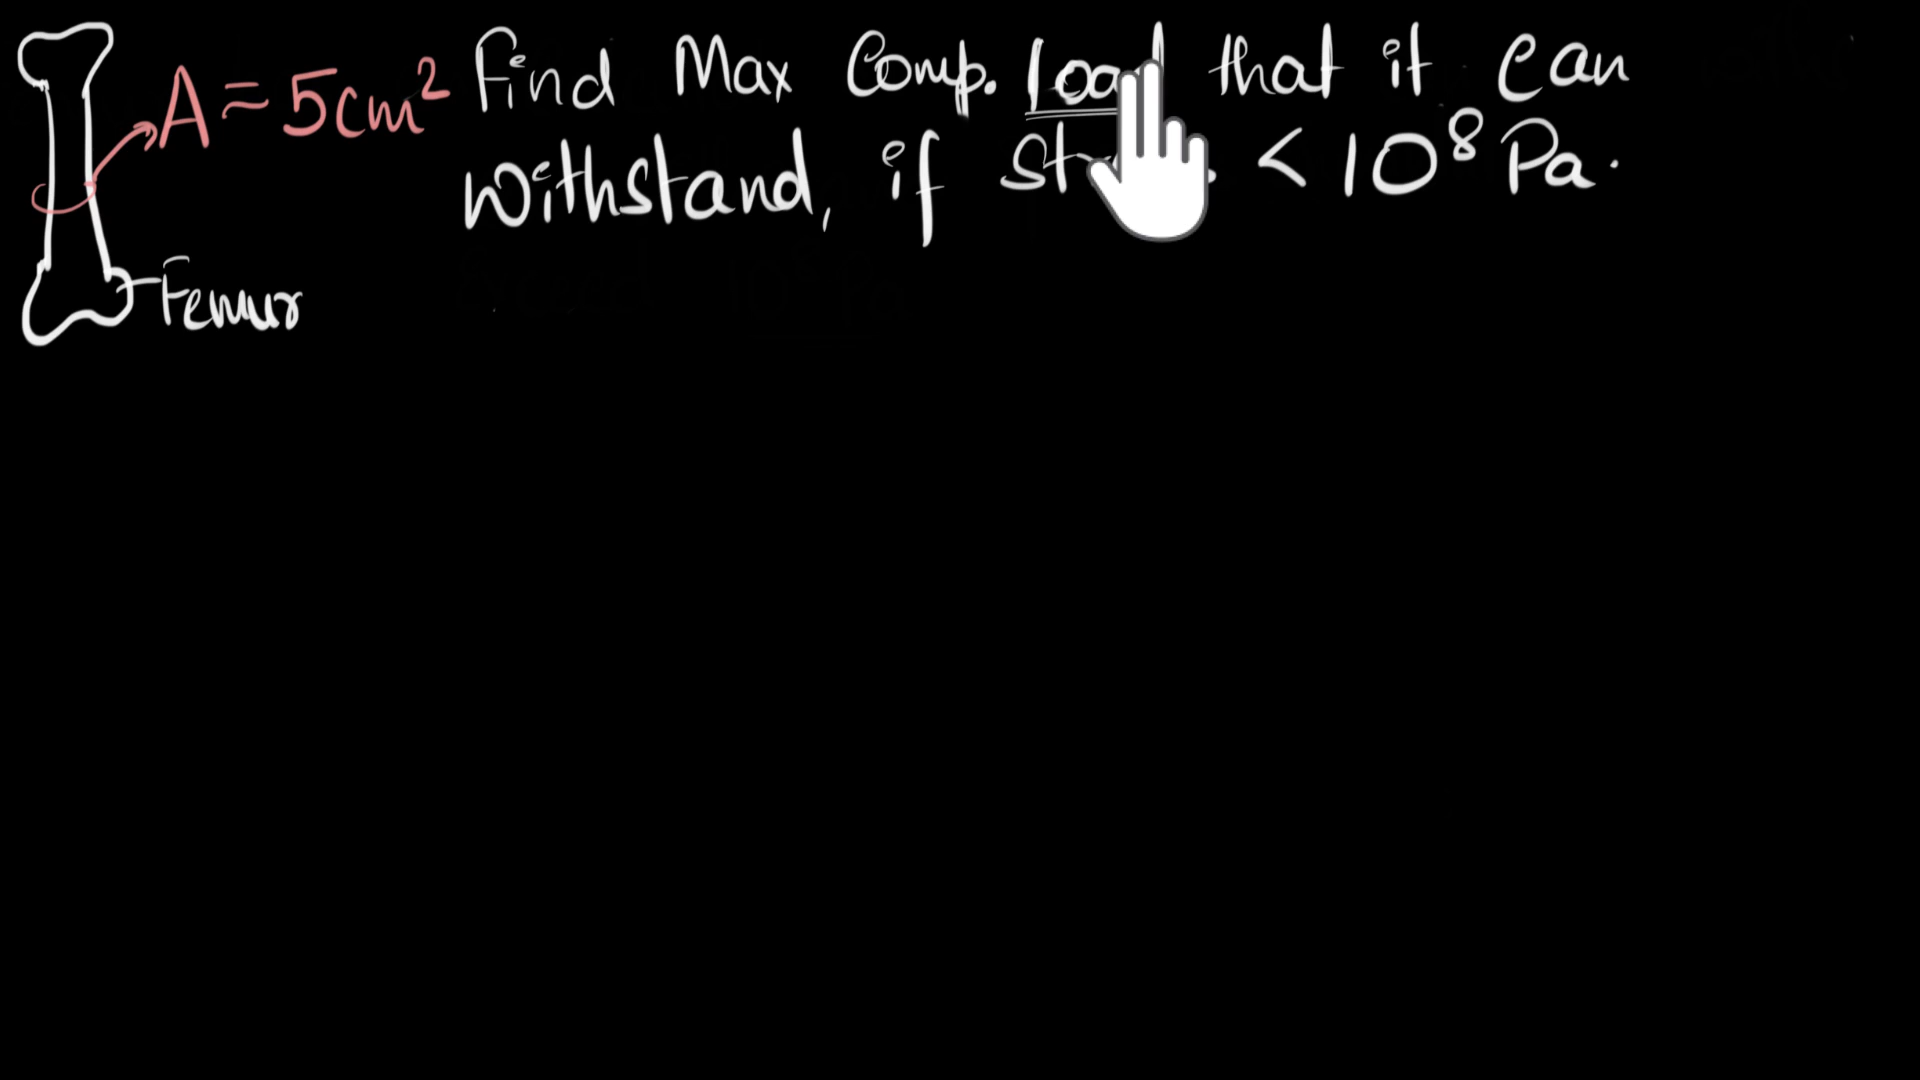 A = 5cm² Find Max Comp. load that it can
withstand, if < 10⁸ Pa.
Femur